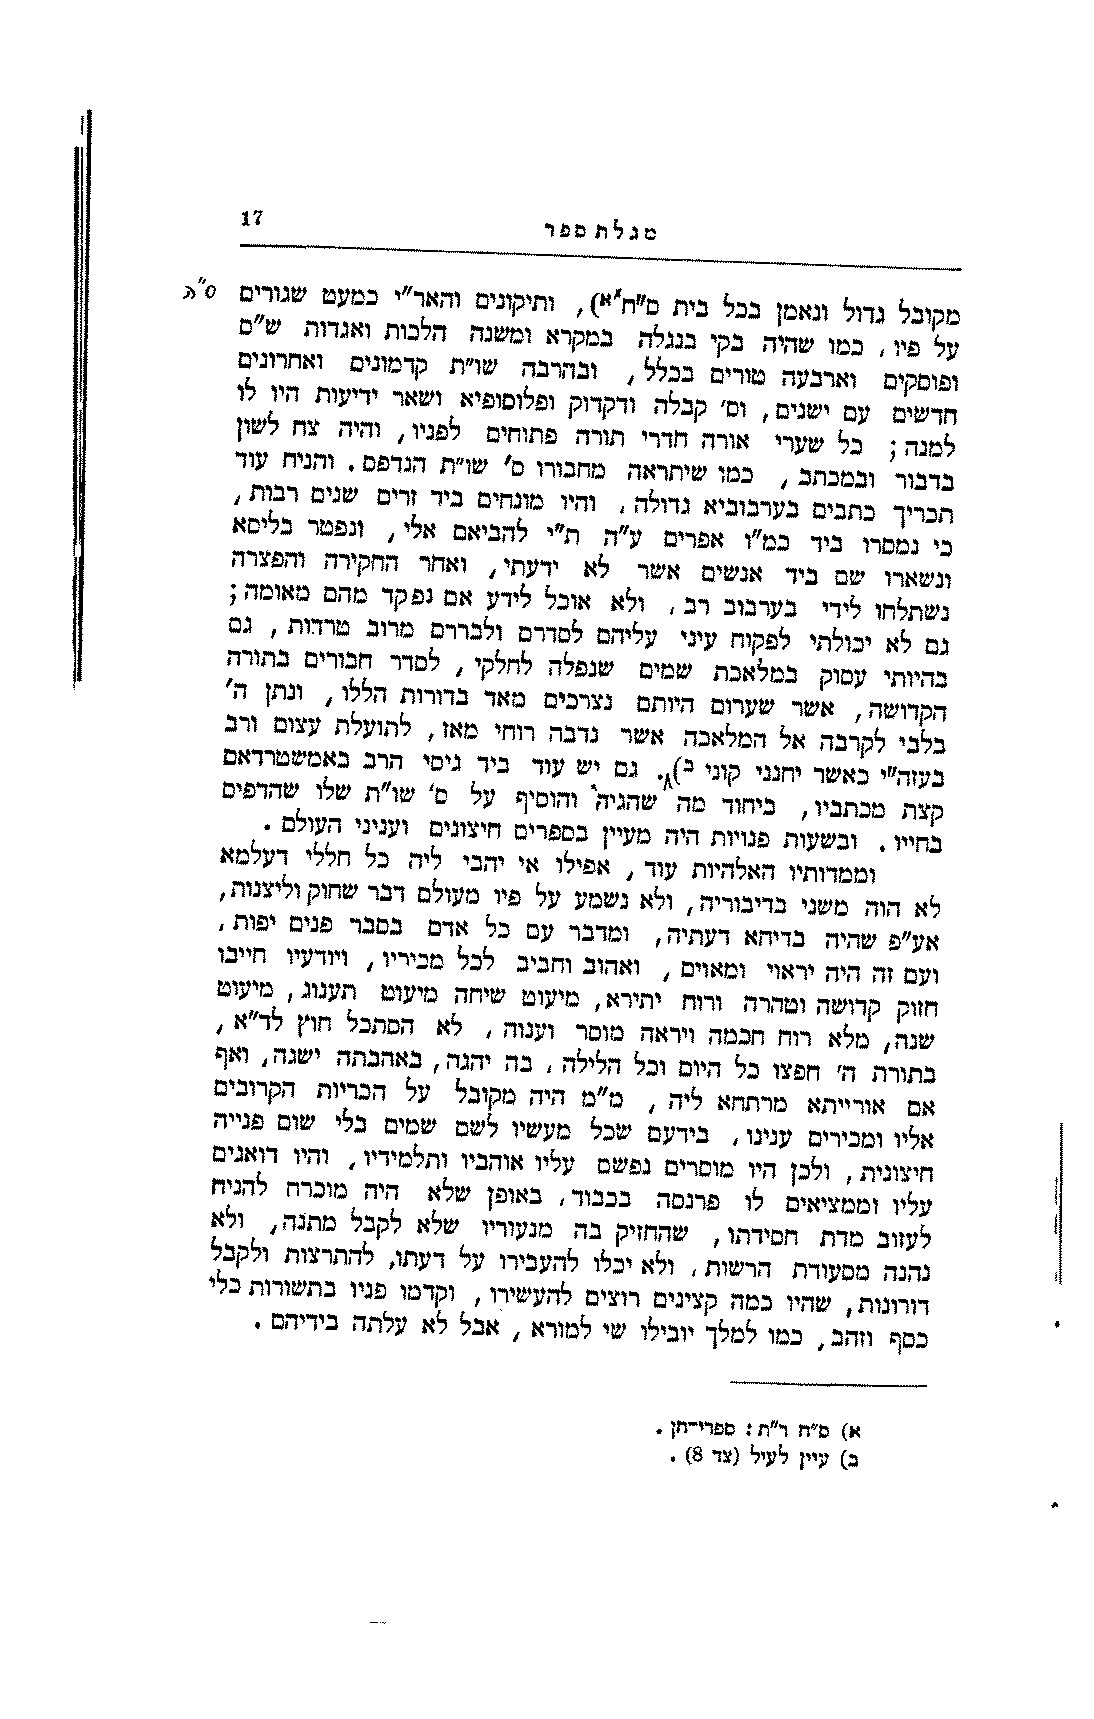 17
מגלת ספר
מקובל גדול ונאמן בכל בית ס"ח א), ותיקונים והאר"י כמעט שגורים
על פיו, כמו שהיה בקי בנגלה במקרא ומשנה הלכות ואגדות ש"ס
ופוסקים וארבעה טורים בכלל, ובהרבה שו"ת קדמונים ואחרונים
חדשים עם ישנים, וס' קבלה ודקדוק ופלוסופיא ושאר ידיעות היו לו
למנה; כל שערי אורה חדרי תורה פתוחים לפניו, והיה צח לשון
בדבור ובמכתב, כמו שיתראה מחבורו ס' שו"ת הנדפס. והניח עוד
תכריך כתבים בערבוביא גדולה, והיו מונחים ביד זרים שנים רבות,
כי נמסרו ביד כמ"ו אפרים ע"ה ת"י להביאם אלי, ונפטר בליסא
ונשארו שם ביד אנשים אשר לא ידעתי, ואחר החקירה והפצרה
נשתלחו לידי בערבוב רב, ולא אוכל לידע אם נפקד מהם מאומה;
גם לא יכולתי לפקוח עיני עליהם לסדרם ולבררם מרוב טרדות, גם
בהיותי עסוק במלאכת שמים שנפלה לחלקי, לסדר חבורים בתורה
הקדושה, אשר שערום היותם נצרכים מאד בדורות הללו, ונתן ה'
בלבי לקרבה אל המלאכה אשר נדבה רוחי מאז, לתועלת עצום ורב
בעזה"י כאשר יחנני קוני ב). גם יש עוד ביד גיסי הרב באמשטרדאם
קצת מכתביו, ביחוד מה שהגיה והוסיף על ס' שו"ת שלו שהדפיס
בחייו. ובשעות פנויות היה מעיין בספרים חיצונים ועניני העולם.
וממדותיו האלהיות עוד, אפילו אי יהבי ליה כל חללי דעלמא
לא הוה משני בדיבוריה, ולא נשמע על פיו מעולם דבר שחוק וליצנות,
אע"פ שהיה בדיחא דעתיה, ומדבר עם כל אדם בסבר פנים יפות,
ועם זה היה יראוי ומאוים, ואהוב וחביב לכל מכיריו, ויודעיו חייבו
חזוק קדושה וטהרה ורוח יתירא, מיעוט שיחה מיעוט תענוג, מיעוט
שנה, מלא רוח חכמה ויראה מוסר וענוה, לא הסתכל חוץ לד"א,
בתורת ה' חפצו כל היום וכל הלילה, בה יהגה, באהבתה ישגה, ואף
אם אורייתא מרתחא ליה, מ"מ היה מקובל על הבריות הקרובים
אליו ומכירים ענינו, בידעם שכל מעשיו לשם שמים בלי שום פנייה
חיצונית, ולכן היו מוסרים נפשם עליו אוהביו ותלמידיו, והיו דואגים
עליו וממציאים לו פרנסה בכבוד, באופן שלא היה מוכרח להניח
לעזוב מדת חסידתו, שהחזיק בה מנעוריו שלא לקבל מתנה, ולא
נהנה מסעודת הרשות, ולא יכלו להעבירו על דעתו, להתרצות ולקבל
דורונות, שהיו כמה קצינים רוצים להעשירו, וקדמו פניו בתשורות כלי
כסף וזהב, כמו למלך יובילו שי למורא, אבל לא עלתה בידיהם.
א) ס"ח ר"ת: ספרי־חן.
ב) עיין לעיל (צד 8).